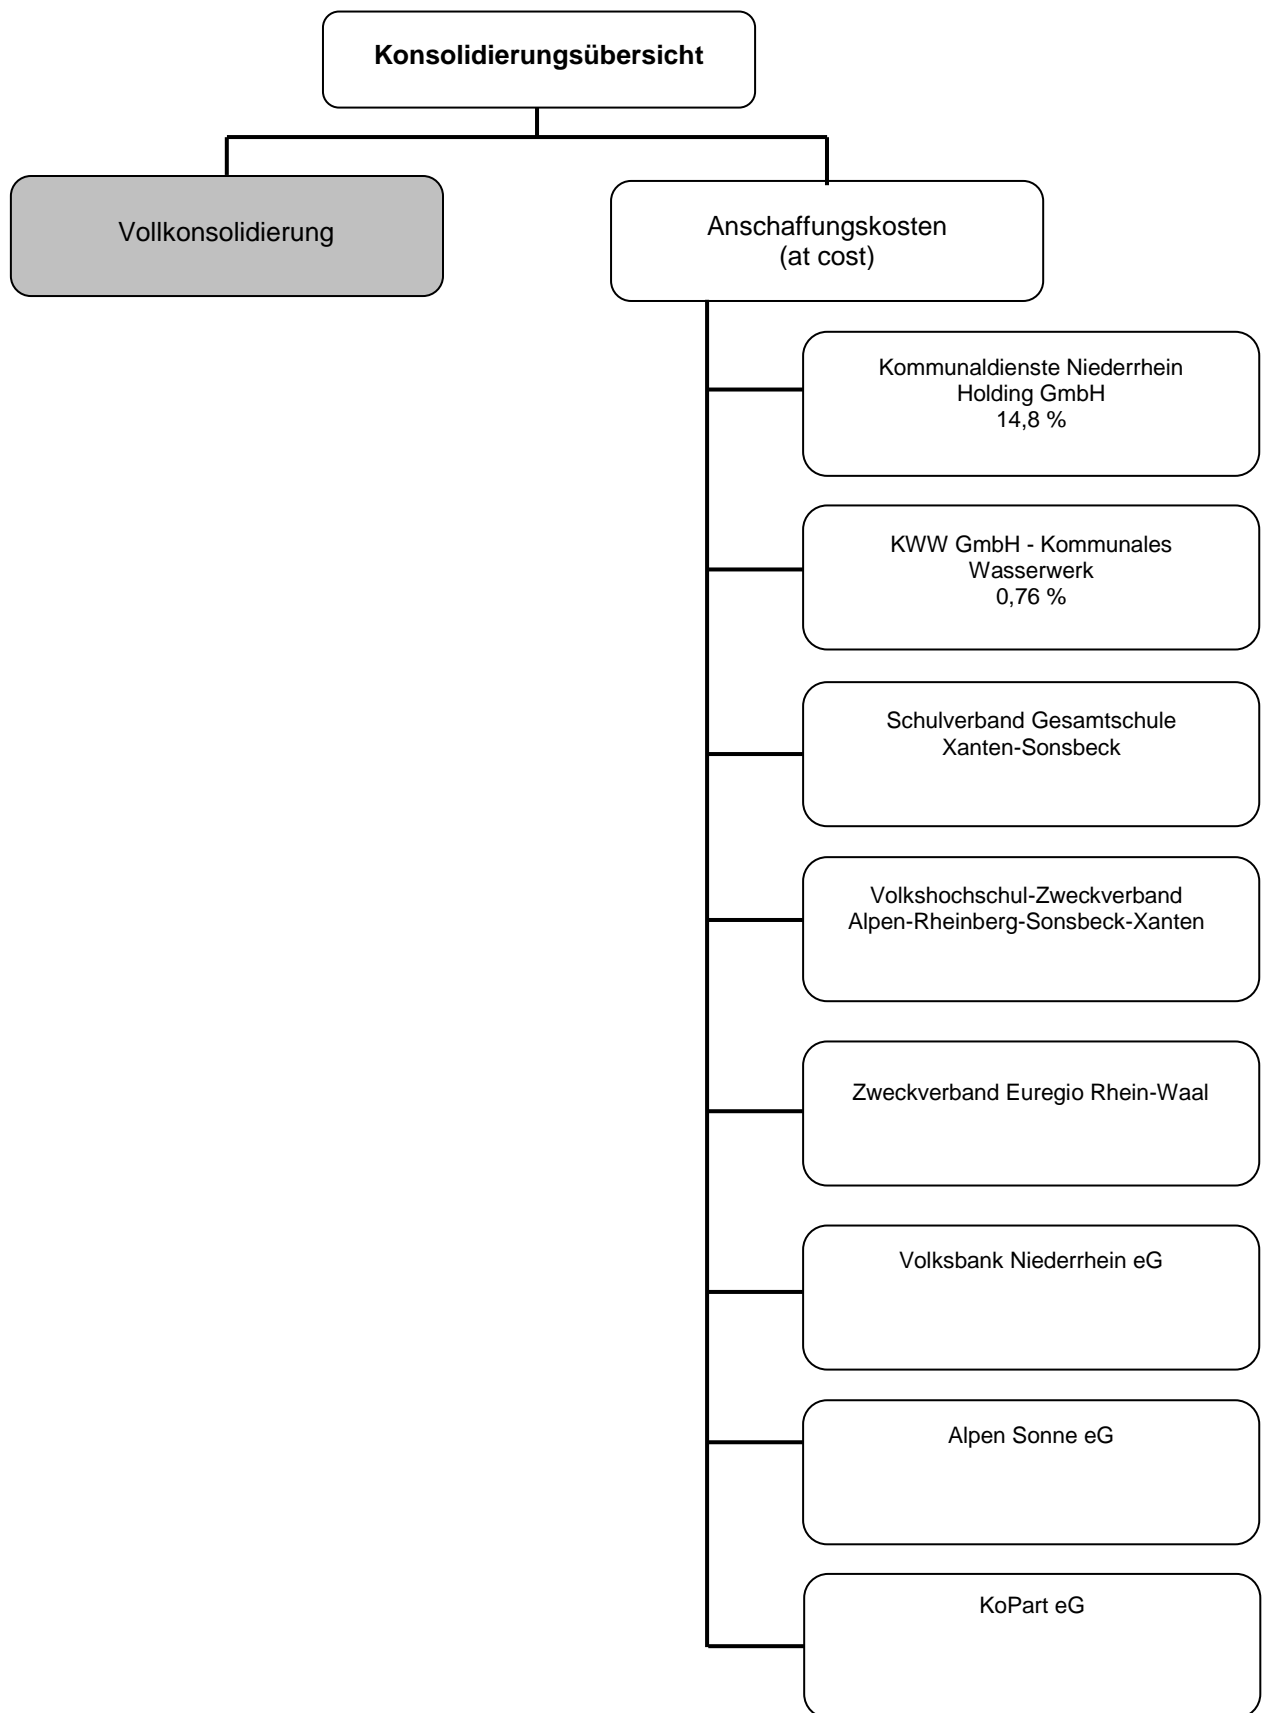 Konsolidierungsübersicht
Vollkonsolidierung
Anschaffungskosten
(at cost)
Kommunaldienste Niederrhein
Holding GmbH
14,8 %
KWW GmbH - Kommunales
Wasserwerk
0,76 %
Schulverband Gesamtschule
Xanten-Sonsbeck
Volkshochschul-Zweckverband
Alpen-Rheinberg-Sonsbeck-Xanten
Zweckverband Euregio Rhein-Waal
Volksbank Niederrhein eG
Alpen Sonne eG
KoPart eG